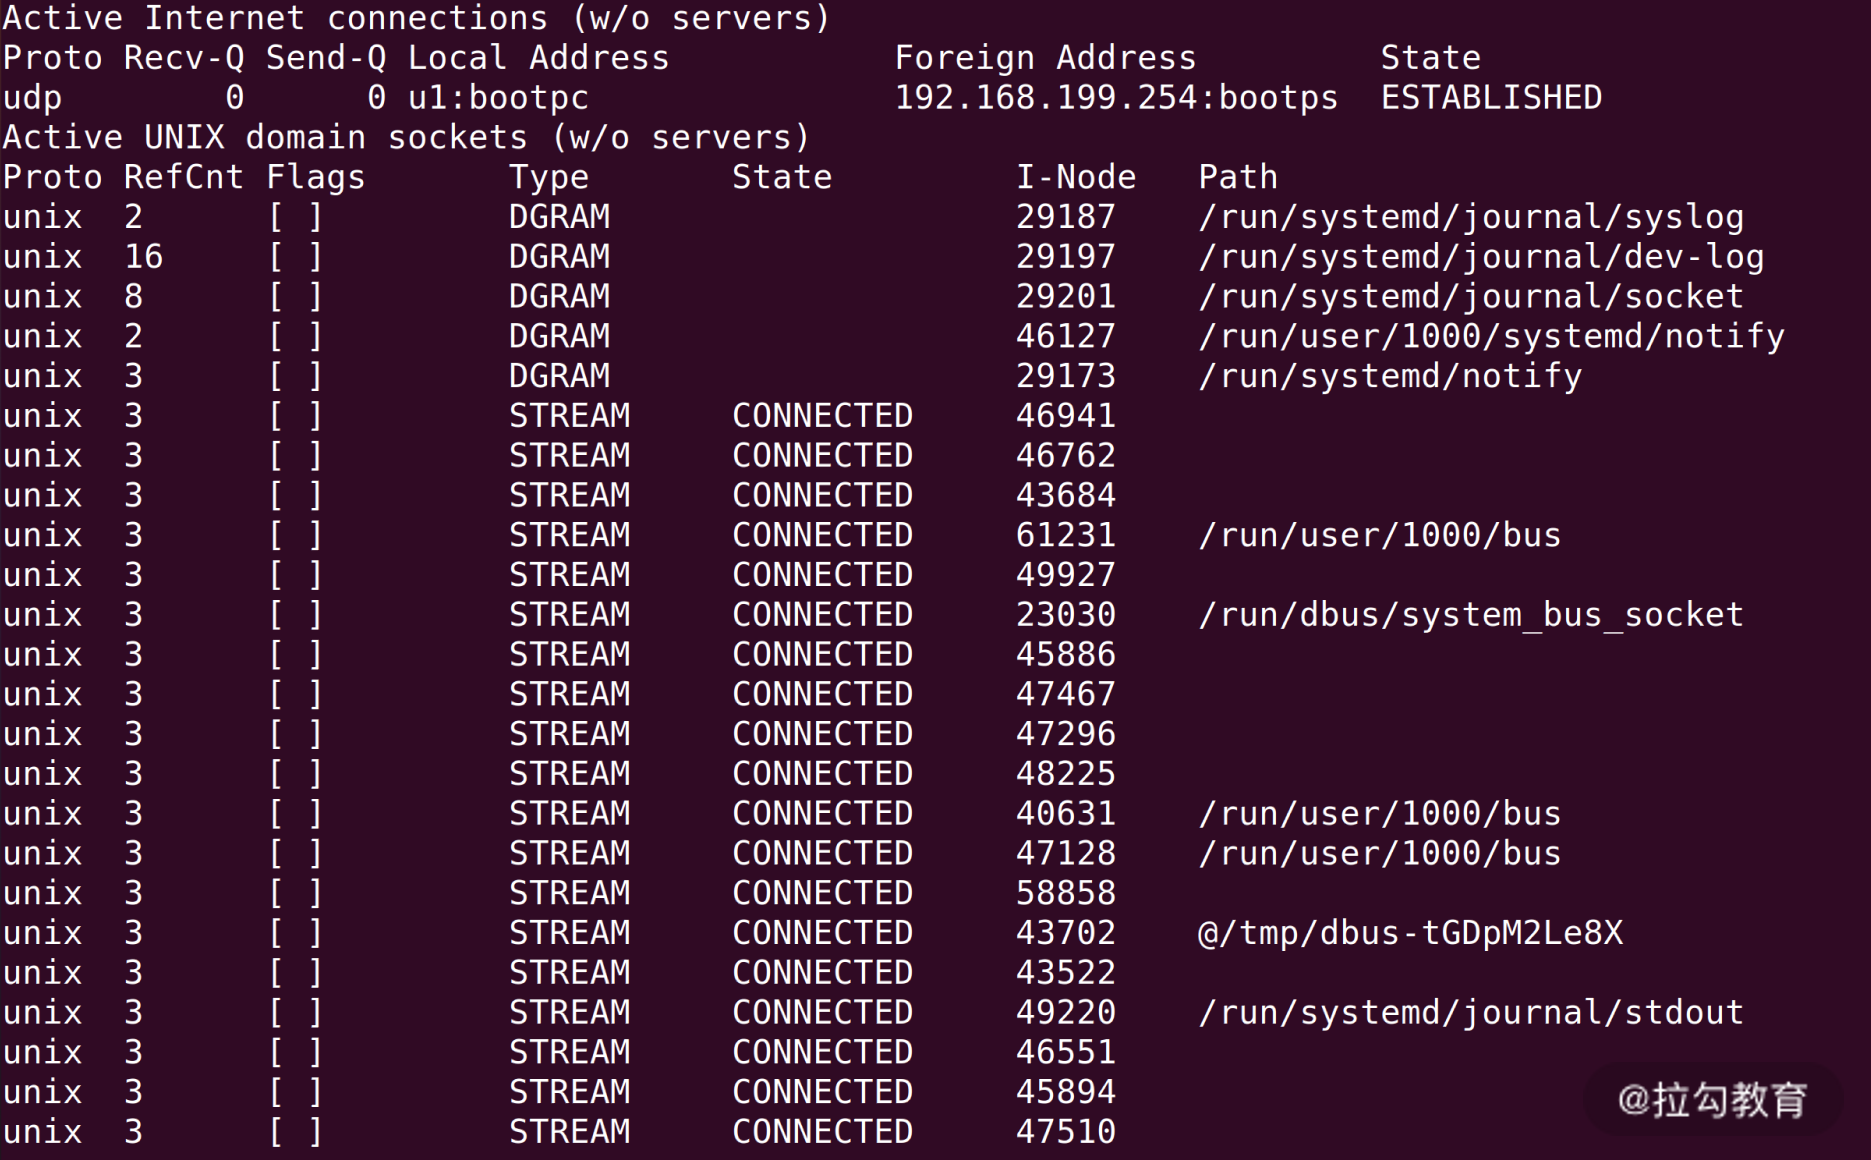 Active Internet connections (w/o servers)
Proto Recv-Q Send-Q Local Address           Foreign Address         State
udp        0      0 u1:bootpc               192.168.199.254:bootps  ESTABLISHED
Active UNIX domain sockets (w/o servers)
Proto RefCnt Flags       Type       State         I-Node   Path
unix  2      [ ]         DGRAM                    29187    /run/systemd/journal/syslog
unix  16     [ ]         DGRAM                    29197    /run/systemd/journal/dev-log
unix  8      [ ]         DGRAM                    29201    /run/systemd/journal/socket
unix  2      [ ]         DGRAM                    46127    /run/user/1000/systemd/notify
unix  3      [ ]         DGRAM                    29173    /run/systemd/notify
unix  3      [ ]         STREAM     CONNECTED     46941
unix  3      [ ]         STREAM     CONNECTED     46762
unix  3      [ ]         STREAM     CONNECTED     43684
unix  3      [ ]         STREAM     CONNECTED     61231    /run/user/1000/bus
unix  3      [ ]         STREAM     CONNECTED     49927
unix  3      [ ]         STREAM     CONNECTED     23030    /run/dbus/system_bus_socket
unix  3      [ ]         STREAM     CONNECTED     45886
unix  3      [ ]         STREAM     CONNECTED     47467
unix  3      [ ]         STREAM     CONNECTED     47296
unix  3      [ ]         STREAM     CONNECTED     48225
unix  3      [ ]         STREAM     CONNECTED     40631    /run/user/1000/bus
unix  3      [ ]         STREAM     CONNECTED     47128    /run/user/1000/bus
unix  3      [ ]         STREAM     CONNECTED     58858
unix  3      [ ]         STREAM     CONNECTED     43702    @/tmp/dbus-tGDpM2Le8X
unix  3      [ ]         STREAM     CONNECTED     43522
unix  3      [ ]         STREAM     CONNECTED     49220    /run/systemd/journal/stdout
unix  3      [ ]         STREAM     CONNECTED     46551
unix  3      [ ]         STREAM     CONNECTED     45894
unix  3      [ ]         STREAM     CONNECTED     47510
@拉勾教育